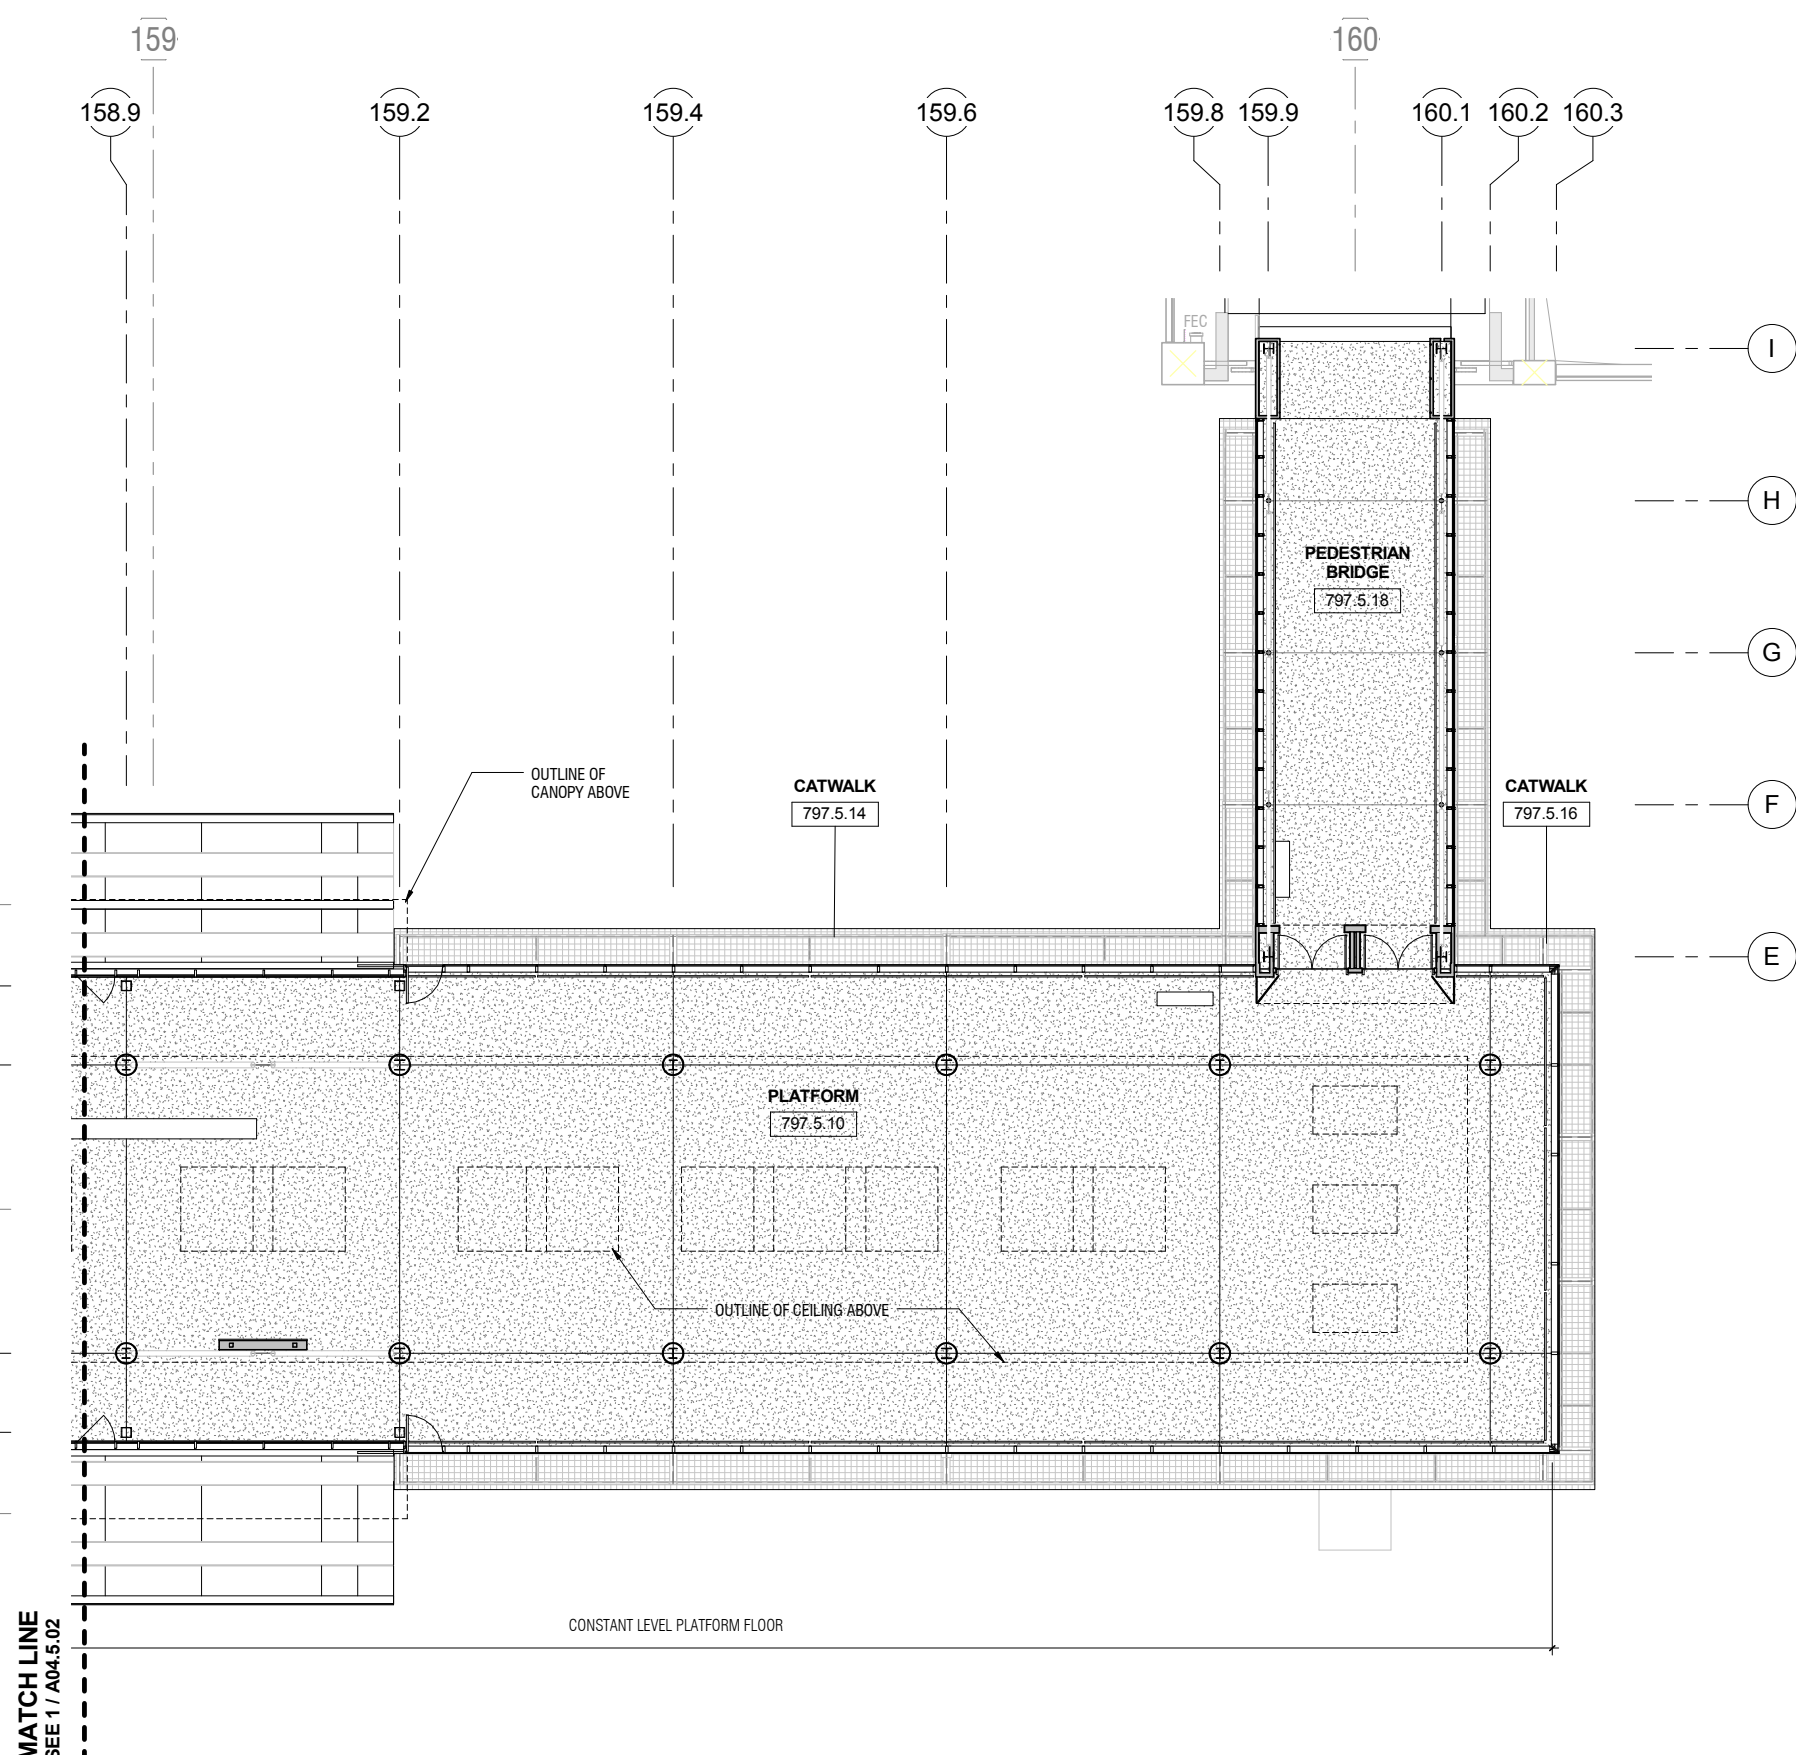 159
160
158.9
159.2
159.4
159.6
159.8
159.9
160.1
160.2
160.3
FEC
I
H
PEDESTRIAN
BRIDGE
797.5.18
G
OUTLINE OF
CANOPY ABOVE
CATWALK
797.5.14
CATWALK
797.5.16
F
E
PLATFORM
797.5.10
OUTLINE OF CEILING ABOVE
CONSTANT LEVEL PLATFORM FLOOR
MATCH LINE
SEE 1 / A04.5.02